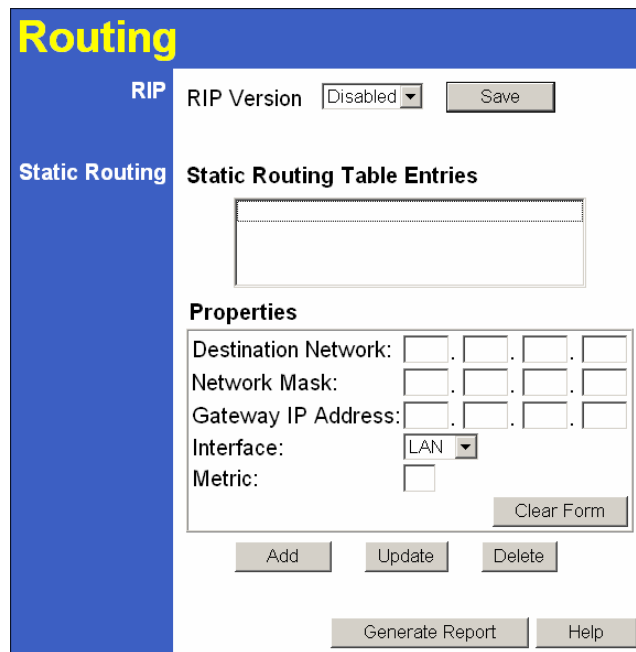 Routing
RIP
RIP Version Disabled Save
Static Routing
Static Routing Table Entries
Properties
Destination Network: . . .
Network Mask: . . .
Gateway IP Address: . . .
Interface: LAN
Metric:
Clear Form
Add Update Delete
Generate Report Help